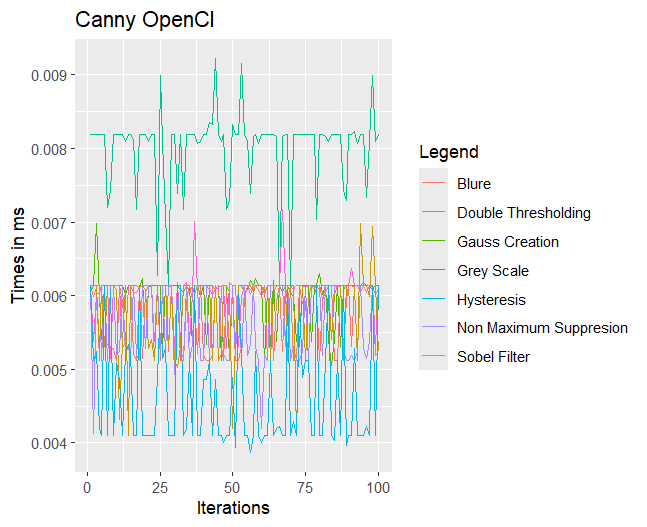 Canny OpenCl
0.009
0.008
0.007
0.006
0.005
0.004
Times in ms
0
25
50
75
100
Iterations
Legend
Blure
Double Thresholding
Gauss Creation
Grey Scale
Hysteresis
Non Maximum Suppresion
Sobel Filter